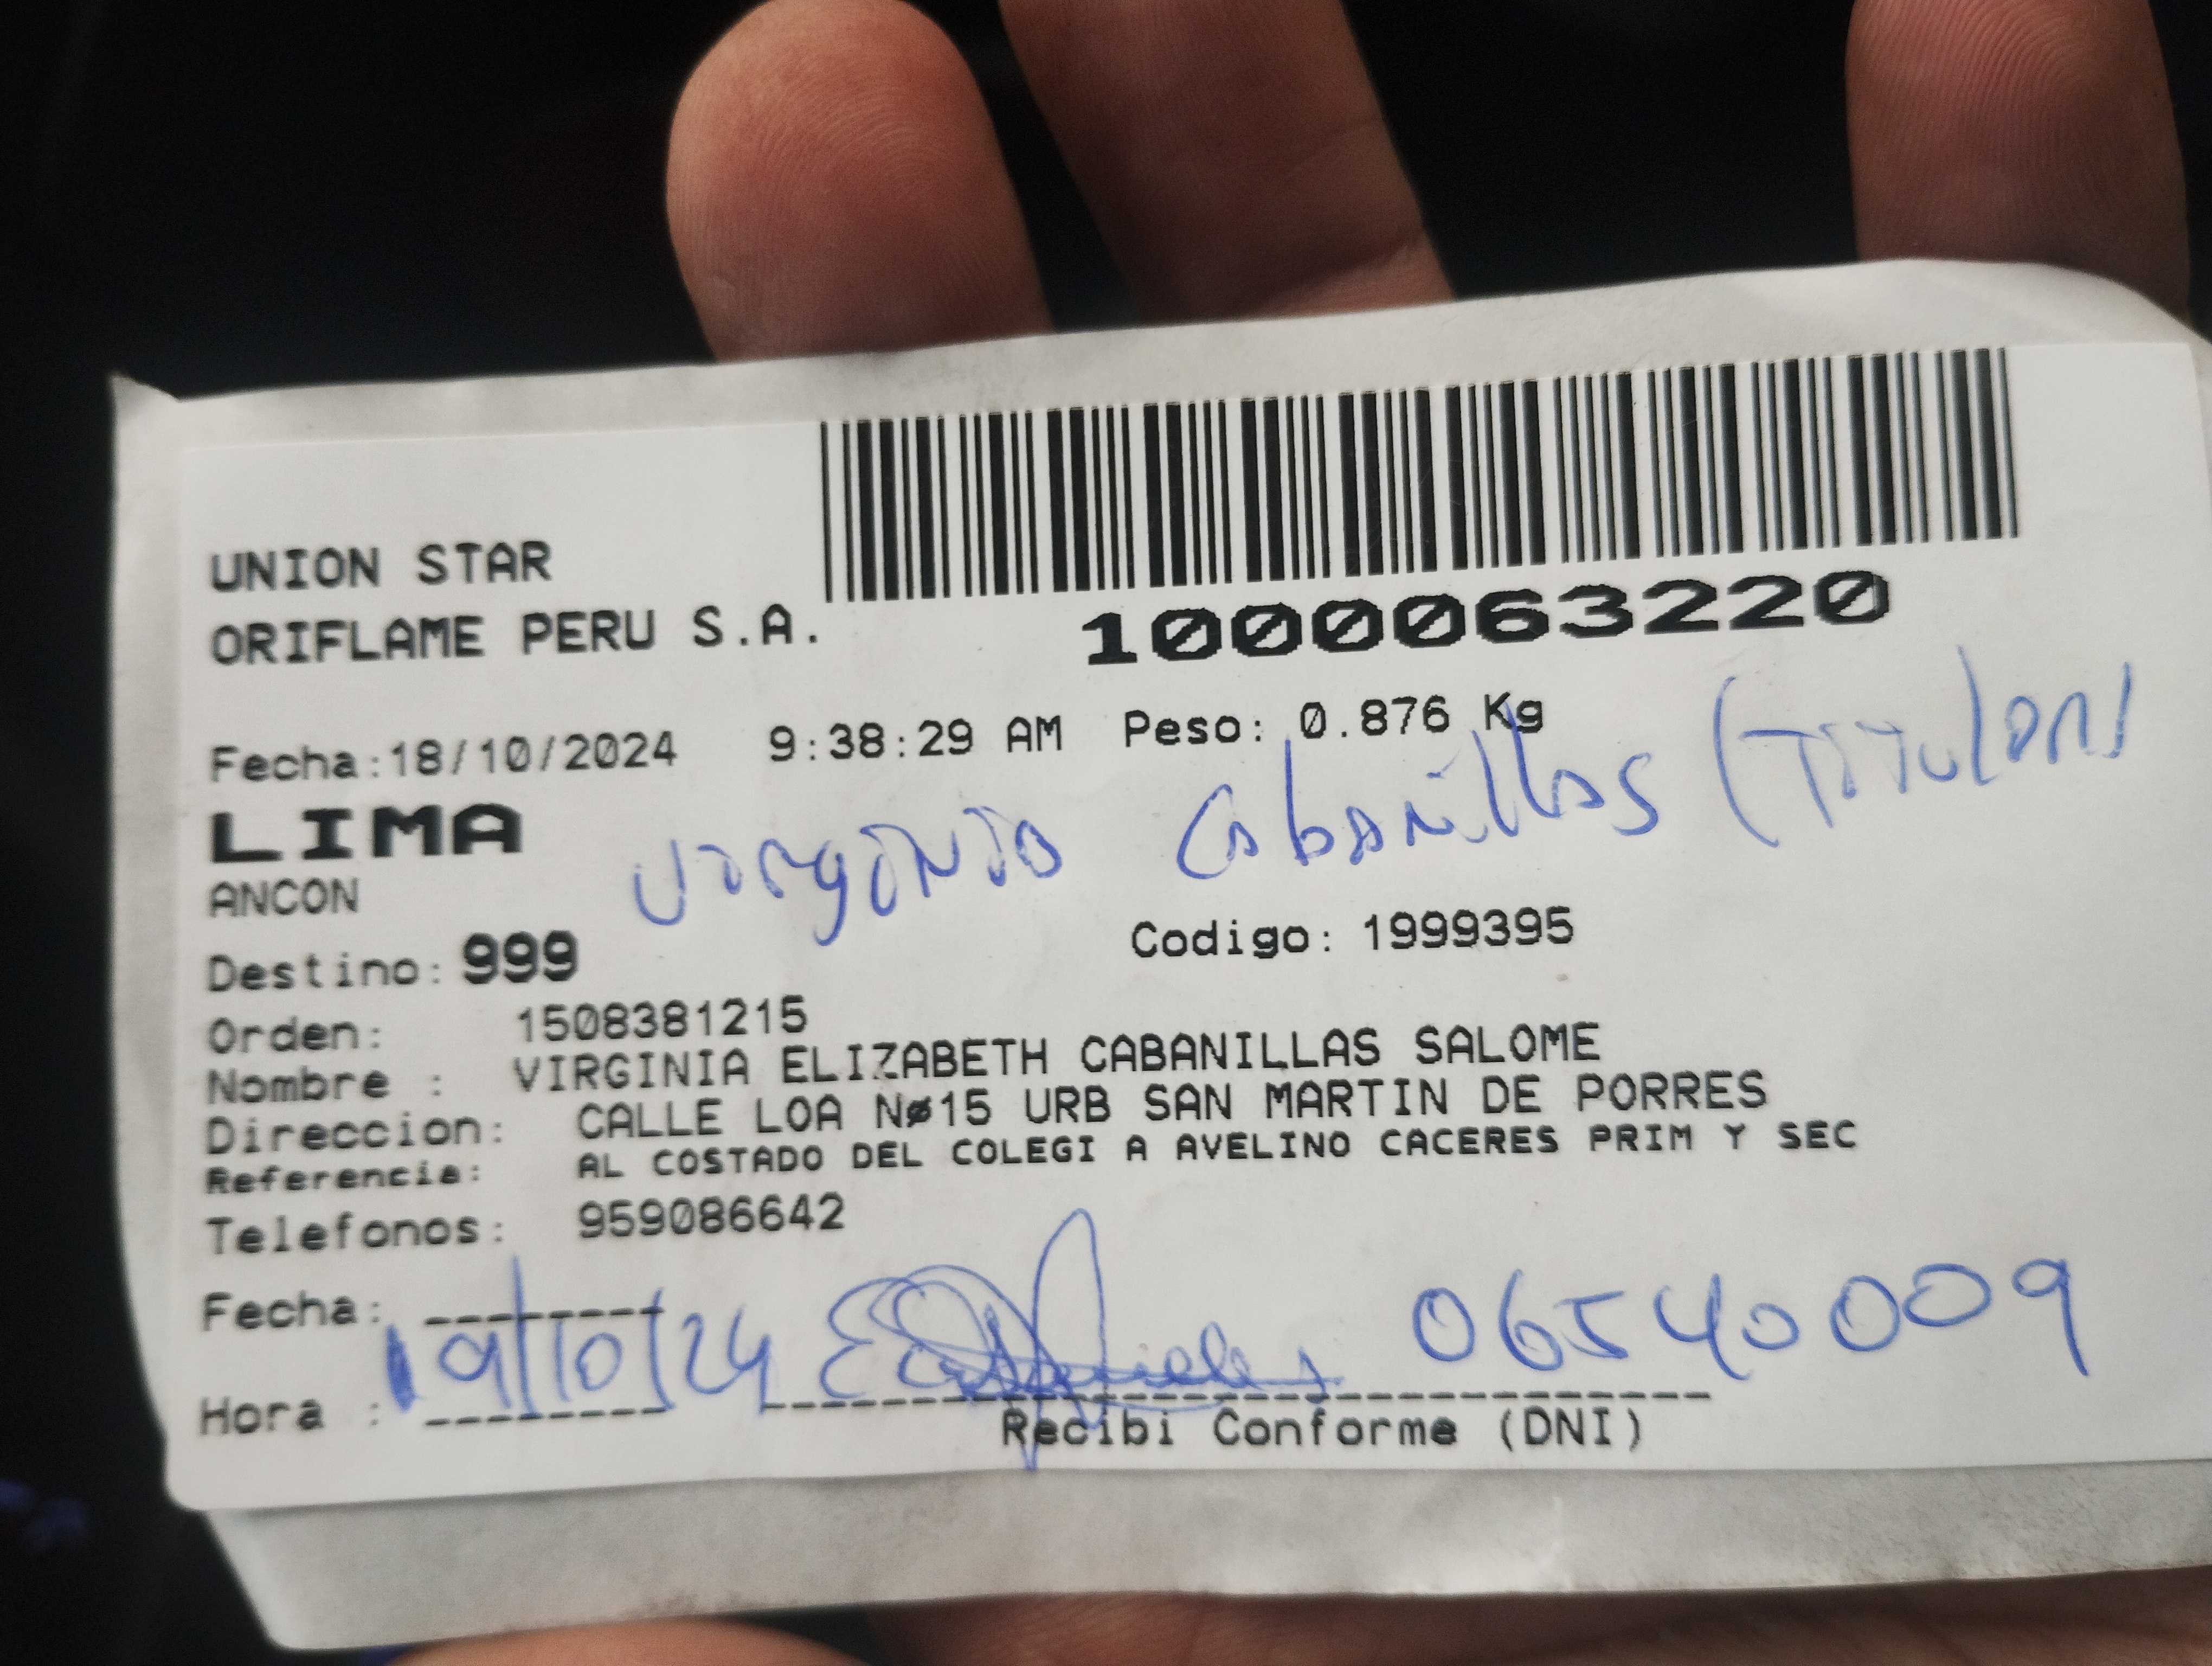 UNION STAR
ORIFLAME PERU S.A.
1000063220
Fecha:18/10/2024 9:38:29 AM Peso: 0.876 Kg
LIMA
Virginia Cabanillas (Titular)
ANCON
Destino: 999 Codigo: 1999395
Orden: 1508381215
Nombre : VIRGINIA ELIZABETH CABANILLAS SALOME
Direccion: CALLE LOA Nø15 URB SAN MARTIN DE PORRES
Referencia: AL COSTADO DEL COLEGI A AVELINO CACERES PRIM Y SEC
Telefonos: 959086642
Fecha: 19/10/24 06540009
Hora :
Recibi Conforme (DNI)